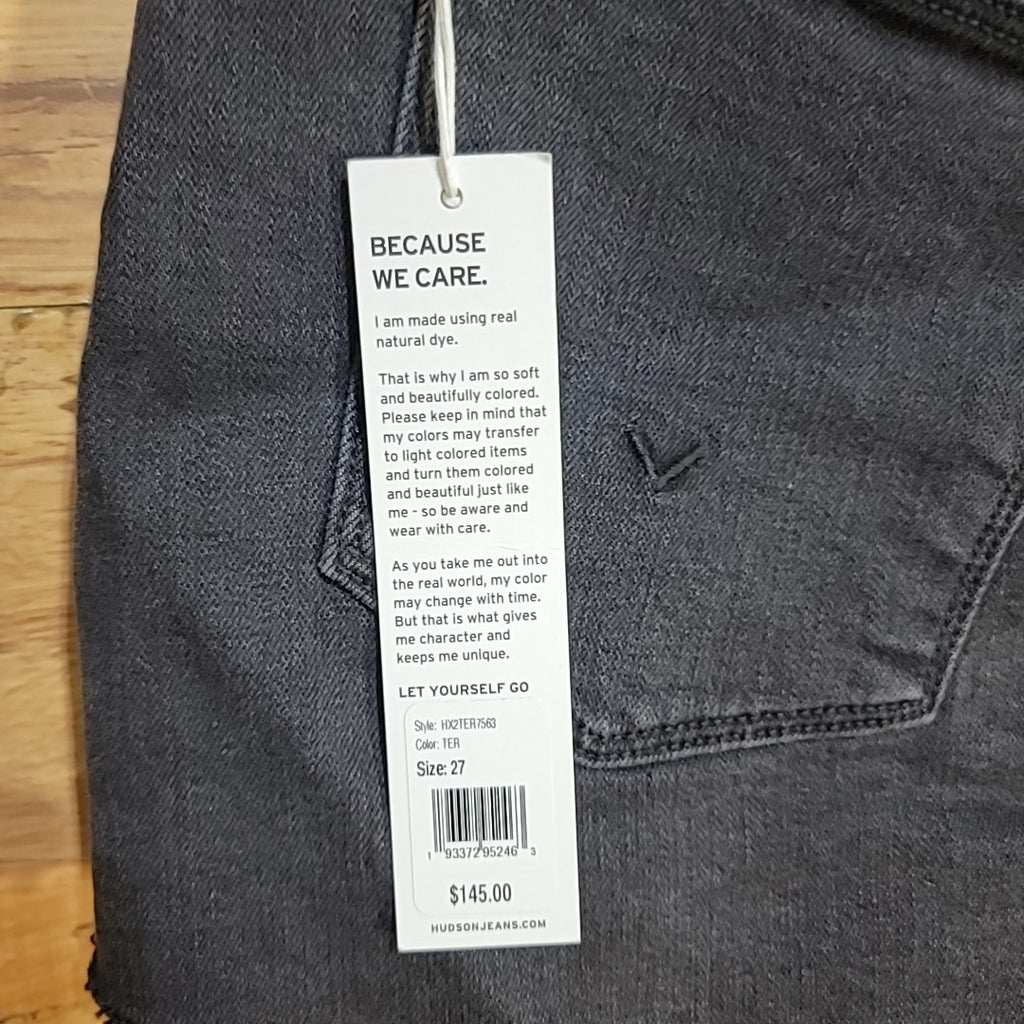 BECAUSE
WE CARE.
I am made using real
natural dye.
That is why I am so soft
and beautifully colored.
Please keep in mind that
my colors may transfer
to light colored items
and turn them colored
and beautiful just like
me - so be aware and
wear with care.
As you take me out into
the real world, my color
may change with time.
But that is what gives
me character and
keeps me unique.
LET YOURSELF GO
Style: HX2TER7563
Color: TER
Size: 27
1 93372 95246 3
$145.00
HUDSONJEANS.COM